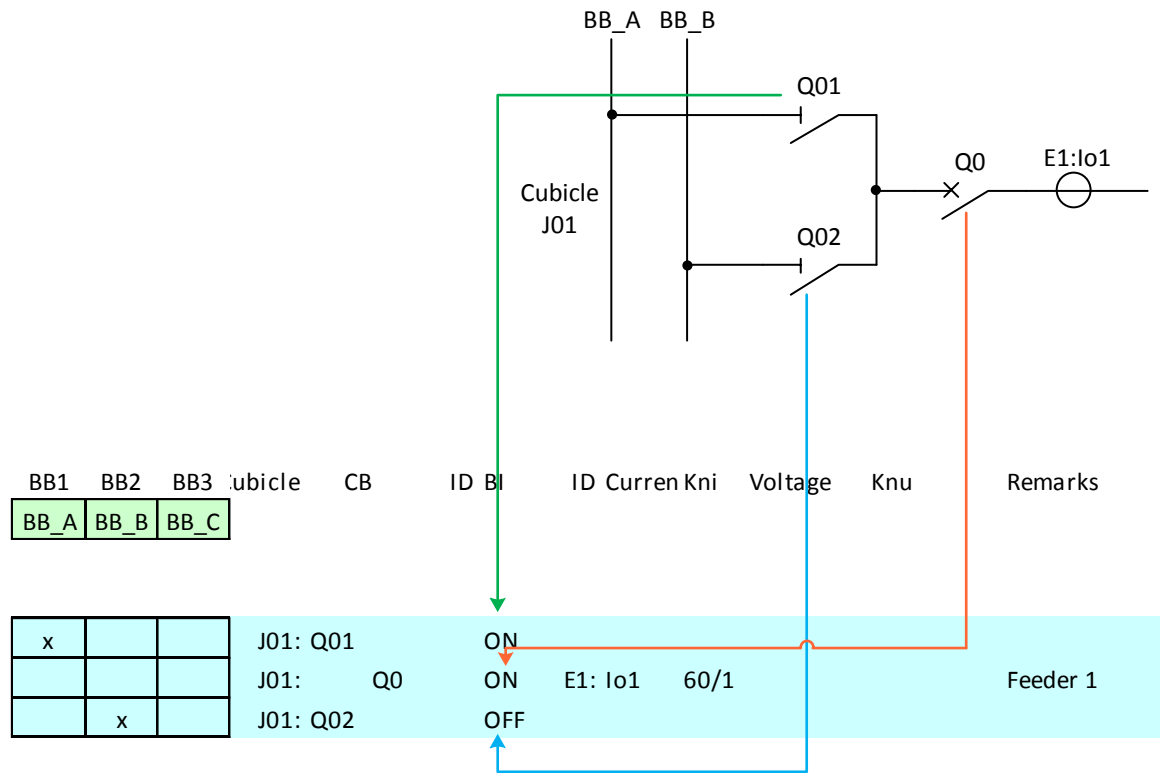 BB_A BB_B
Q01
Q0 E1:Io1
Cubicle
J01
Q02
BB1 BB2 BB3 ubicle CB ID BI ID Curren Kni Voltage Knu Remarks
BB_A BB_B BB_C
x J01: Q01 ON
J01: Q0 ON E1: Io1 60/1 Feeder 1
x J01: Q02 OFF